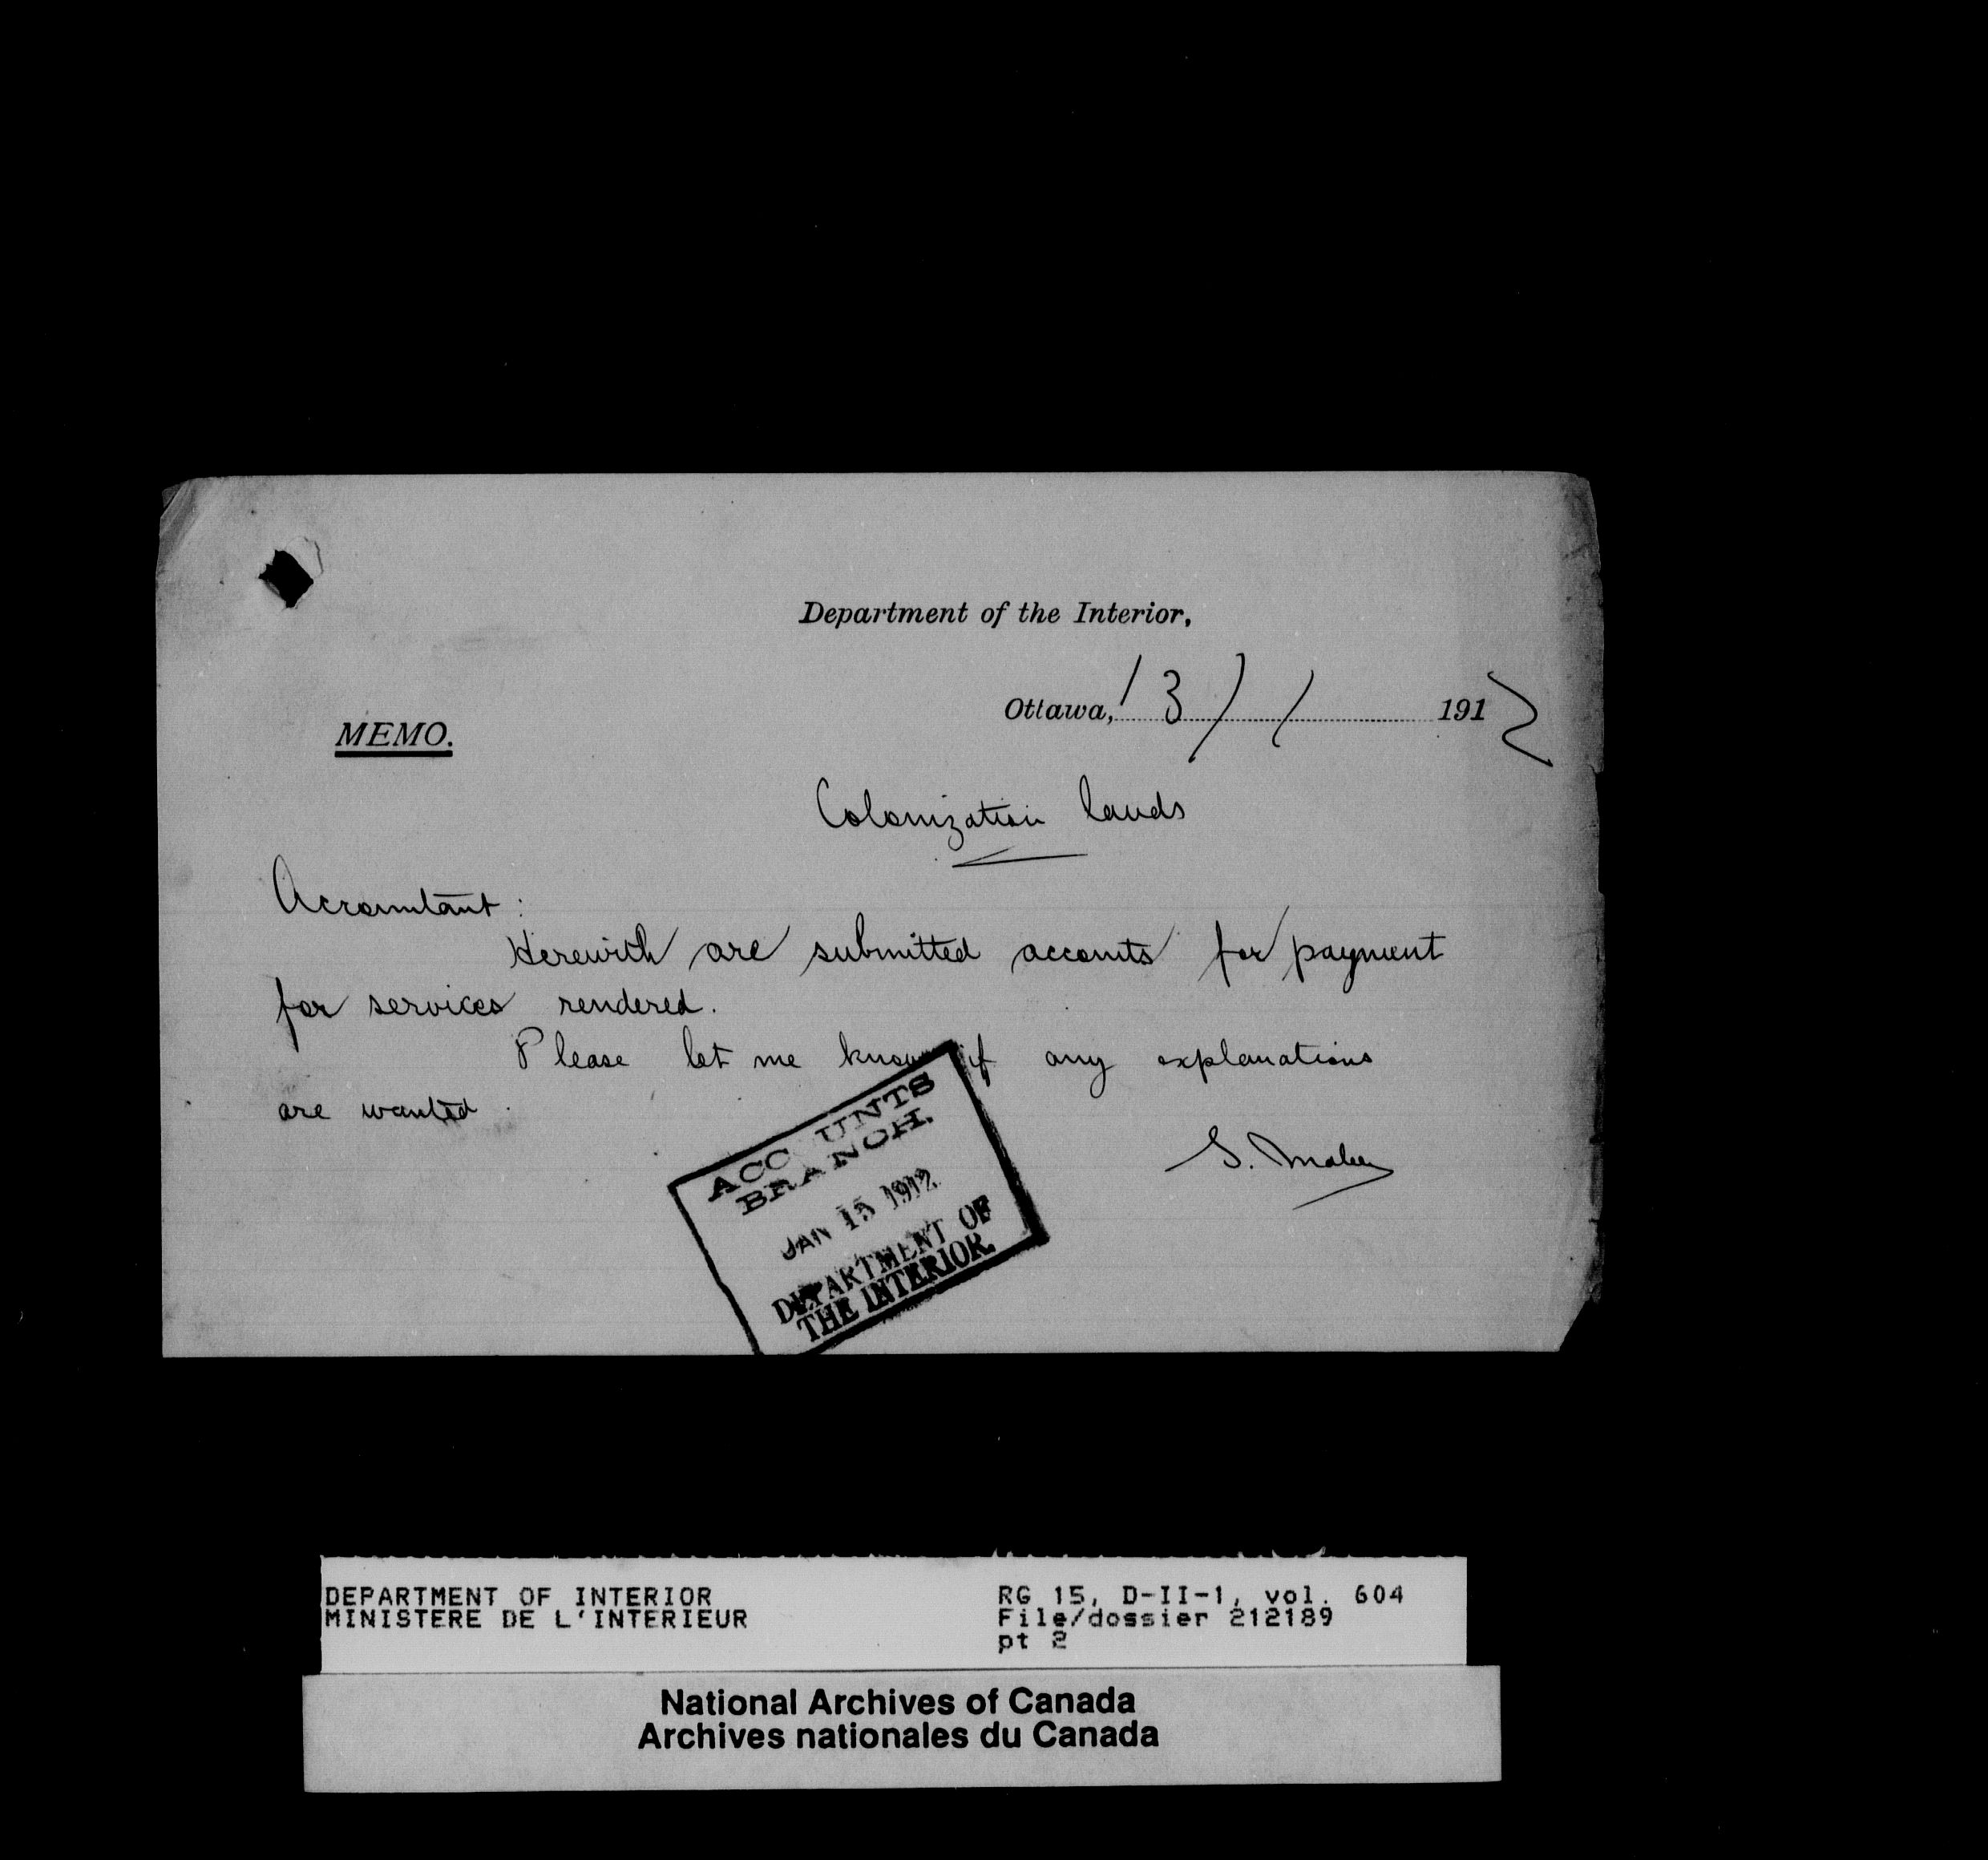 Department of the Interior,
Ottawa, 13/1 1912
MEMO.
Colonization lands
Accountant:
Herewith are submitted accounts for payment
for services rendered.
Please let me know if any explanations
are wanted.
S.
ACCOUNTS
BRANCH.
JAN 15 1912
DEPARTMENT OF
THE INTERIOR.
DEPARTMENT OF INTERIOR
MINISTERE DE L'INTERIEUR
RG 15, D-II-1, vol. 604
File/dossier 212189
pt 2
National Archives of Canada
Archives nationales du Canada